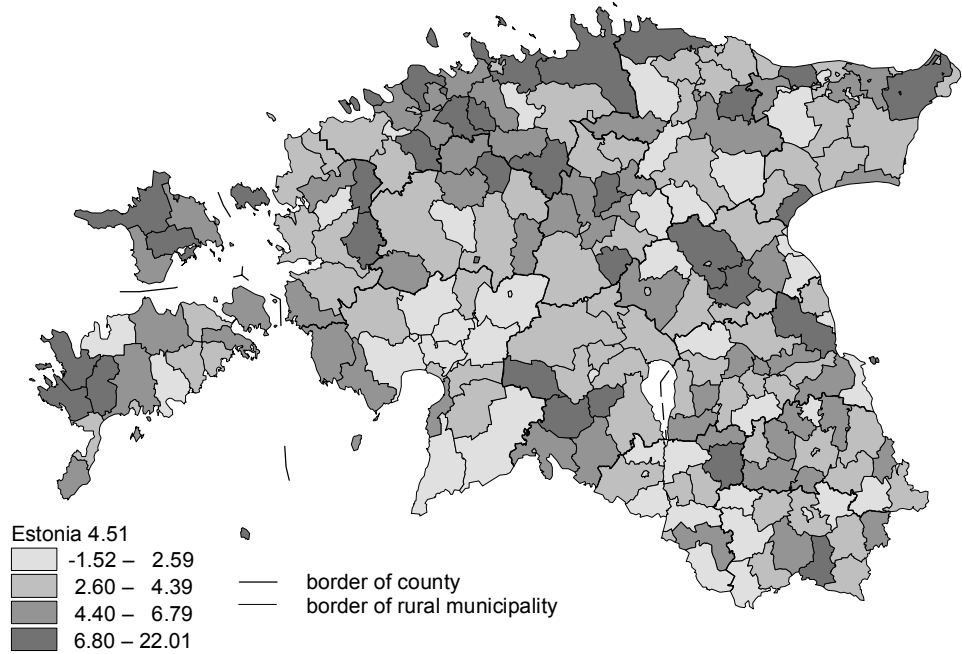 Estonia 4.51
-1.52 – 2.59
2.60 – 4.39
4.40 – 6.79
6.80 – 22.01
border of county
border of rural municipality